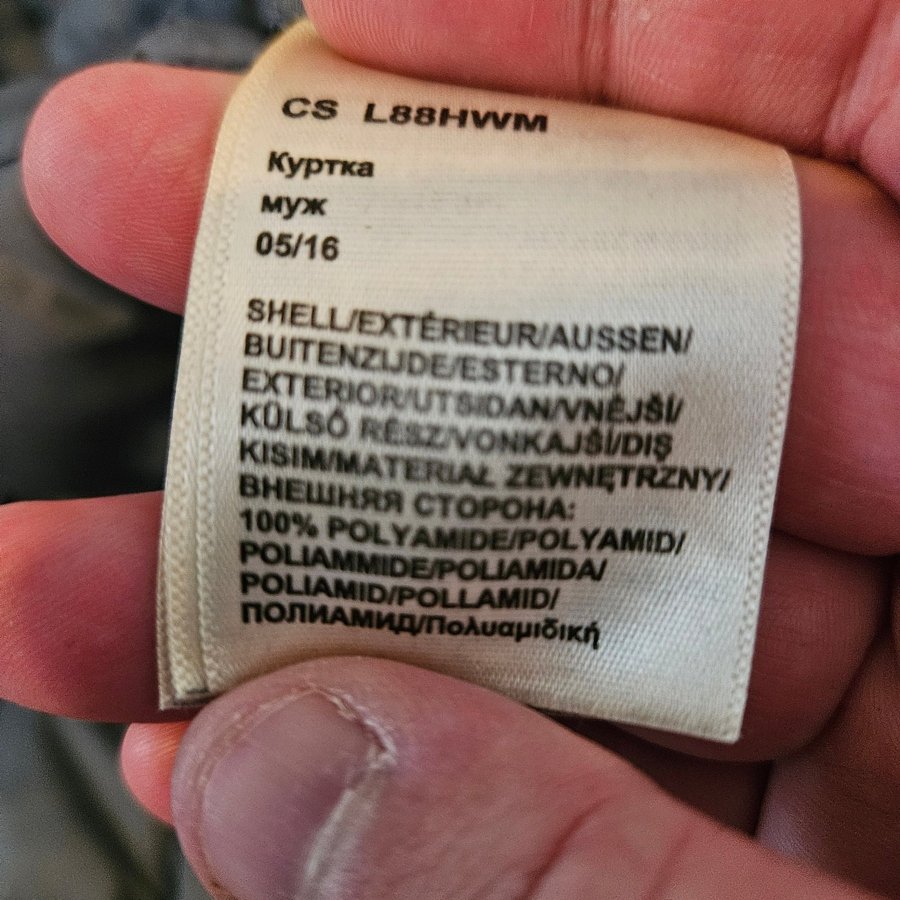 CS L88HWM
Куртка
муж
05/16
SHELL/EXTÉRIEUR/AUSSEN/
BUITENZIJDE/ESTERNO/
EXTERIOR/UTSIDAN/VNĚJŠÍ/
KÜLSŐ RÉSZ/VONKAJŠÍ/DIŞ
KISIM/MATERIAŁ ZEWNĘTRZNY/
ВНЕШНЯЯ СТОРОНА:
100% POLYAMIDE/POLYAMID/
POLIAMMIDE/POLIAMIDA/
POLIAMID/POLLAMID/
ПОЛИАМИД/Πολυαμιδική